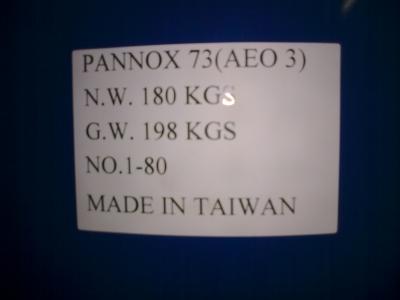 PANNOX 73(AEO 3)
N.W. 180 KGS
G.W. 198 KGS
NO.1-80
MADE IN TAIWAN